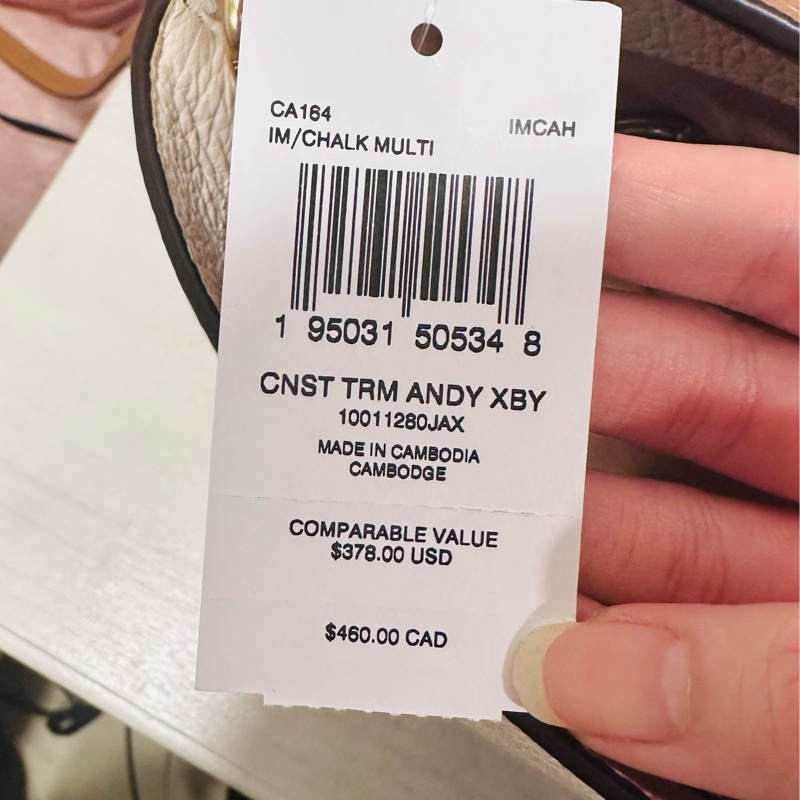 CA164
IM/CHALK MULTI
IMCAH
1 95031 50534 8
CNST TRM ANDY XBY
10011280JAX
MADE IN CAMBODIA
CAMBODGE
COMPARABLE VALUE
$378.00 USD
$460.00 CAD